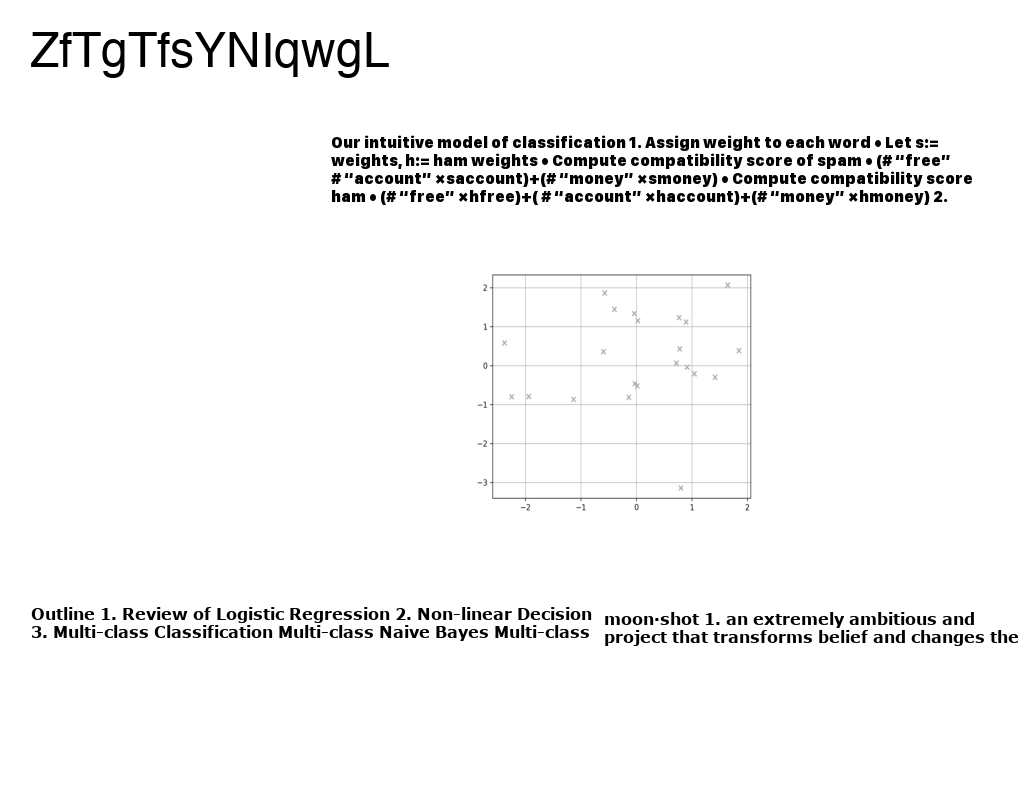 ZfTgTfsYNIqwgL
Our intuitive model of classification 1. Assign weight to each word • Let s:=
weights, h:= ham weights • Compute compatibility score of spam • (# “free”
# “account” ×saccount)+(# “money” ×smoney) • Compute compatibility score
ham • (# “free” ×hfree)+( # “account” ×haccount)+(# “money” ×hmoney) 2.
2
1
0
−1
−2
−3
−2 −1 0 1 2
Outline 1. Review of Logistic Regression 2. Non-linear Decision
3. Multi-class Classification Multi-class Naive Bayes Multi-class
moon·shot 1. an extremely ambitious and
project that transforms belief and changes the